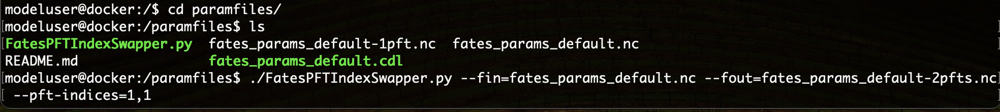 modeluser@docker:/$ cd paramfiles/
modeluser@docker:/paramfiles$ ls
FatesPFTIndexSwapper.py  fates_params_default-1pft.nc  fates_params_default.nc
README.md                fates_params_default.cdl
modeluser@docker:/paramfiles$ ./FatesPFTIndexSwapper.py --fin=fates_params_default.nc --fout=fates_params_default-2pfts.nc
 --pft-indices=1,1